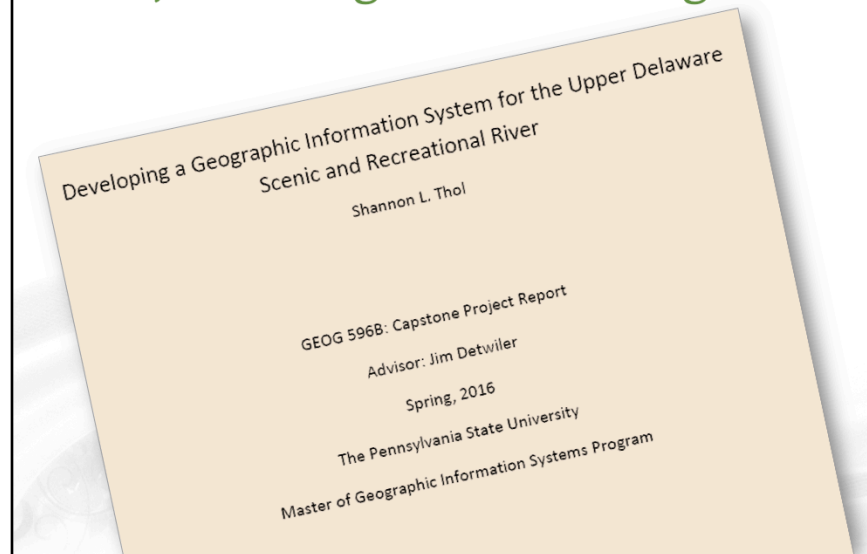 Developing a Geographic Information System for the Upper Delaware
Scenic and Recreational River
Shannon L. Thol
GEOG 596B: Capstone Project Report
Advisor: Jim Detwiler
Spring, 2016
The Pennsylvania State University
Master of Geographic Information Systems Program